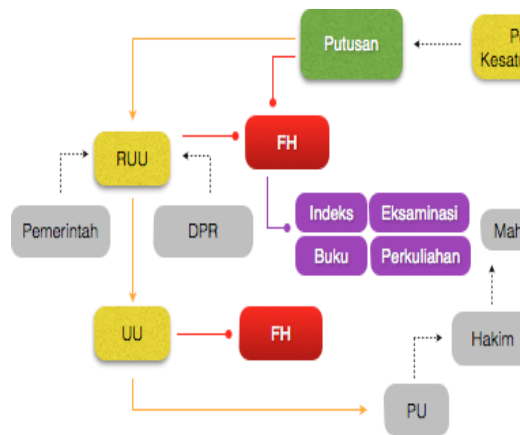 Putusan
FH
RUU
Pemerintah
DPR
Indeks
Eksaminasi
Buku
Perkuliahan
UU
FH
Hakim
PU